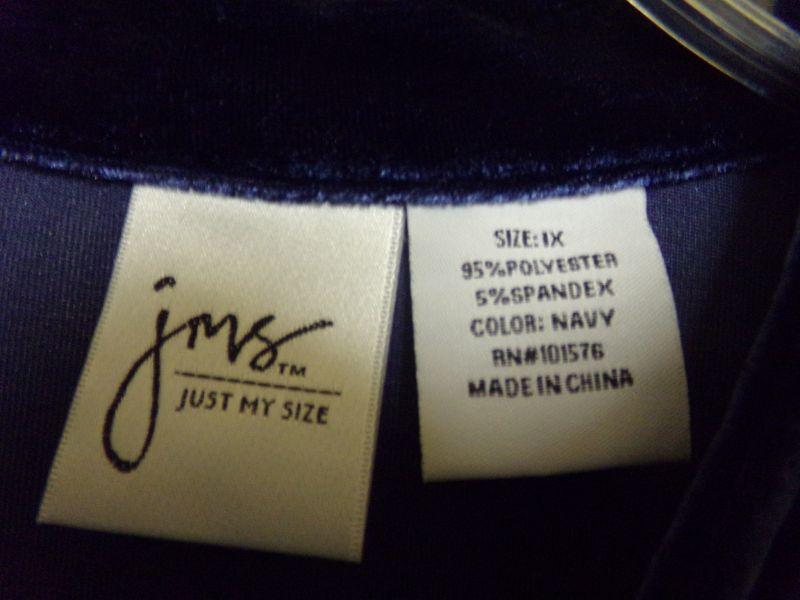 jms™
JUST MY SIZE
SIZE: 1X
95%POLYESTER
5%SPANDEX
COLOR: NAVY
RN#101576
MADE IN CHINA